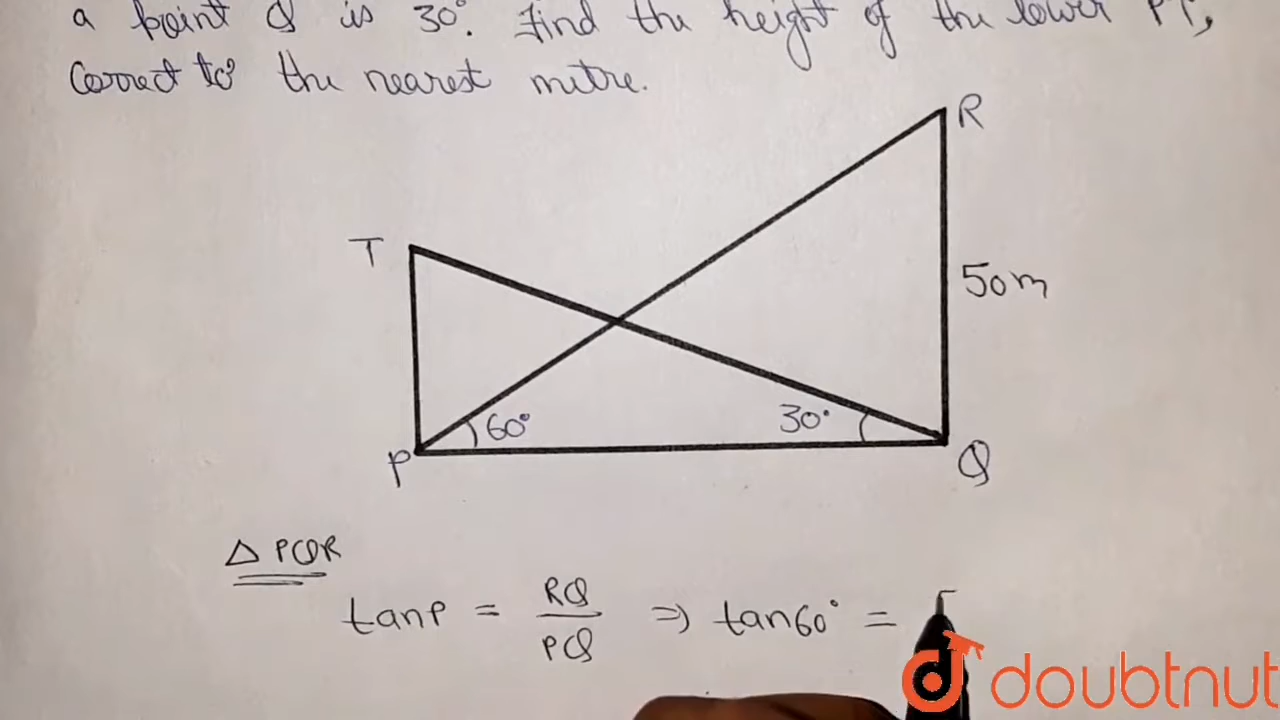 a point Q is 30°. Find the height of the tower PT,
Correct to the nearest metre.
R
T
50m
60°
30°
P
Q
△ PQR
tanP = RQ/PQ ⇒ tan60° =
doubtnut